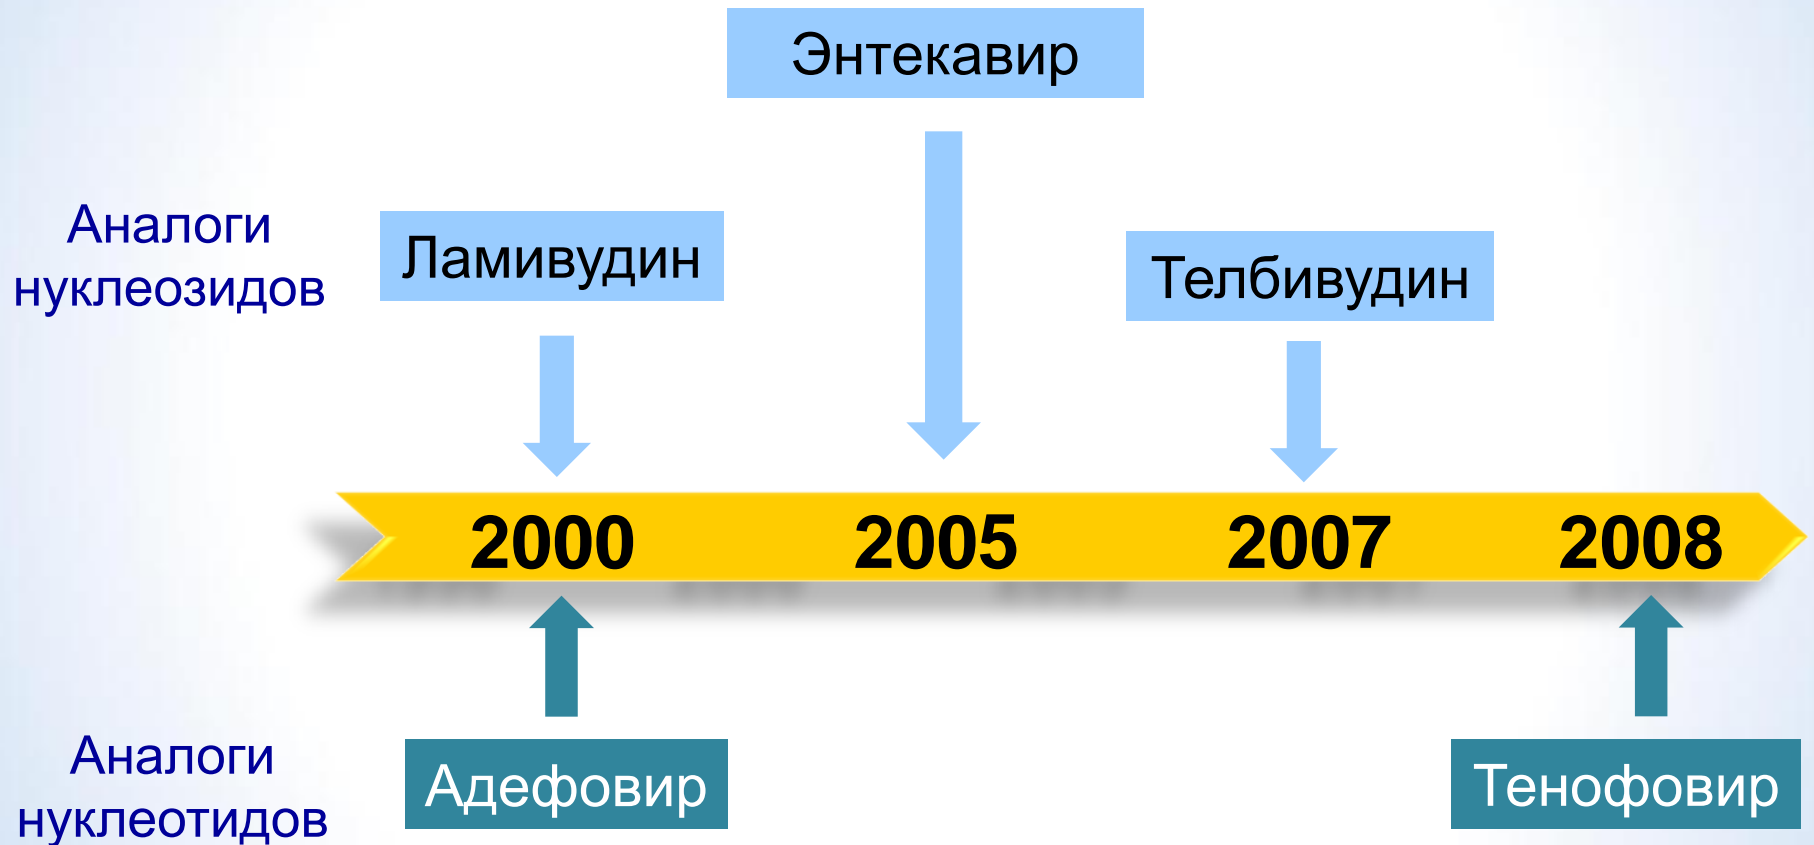 Энтекавир
Аналоги
нуклеозидов
Ламивудин
Телбивудин
2000
2005
2007
2008
Аналоги
нуклеотидов
Адефовир
Тенофовир